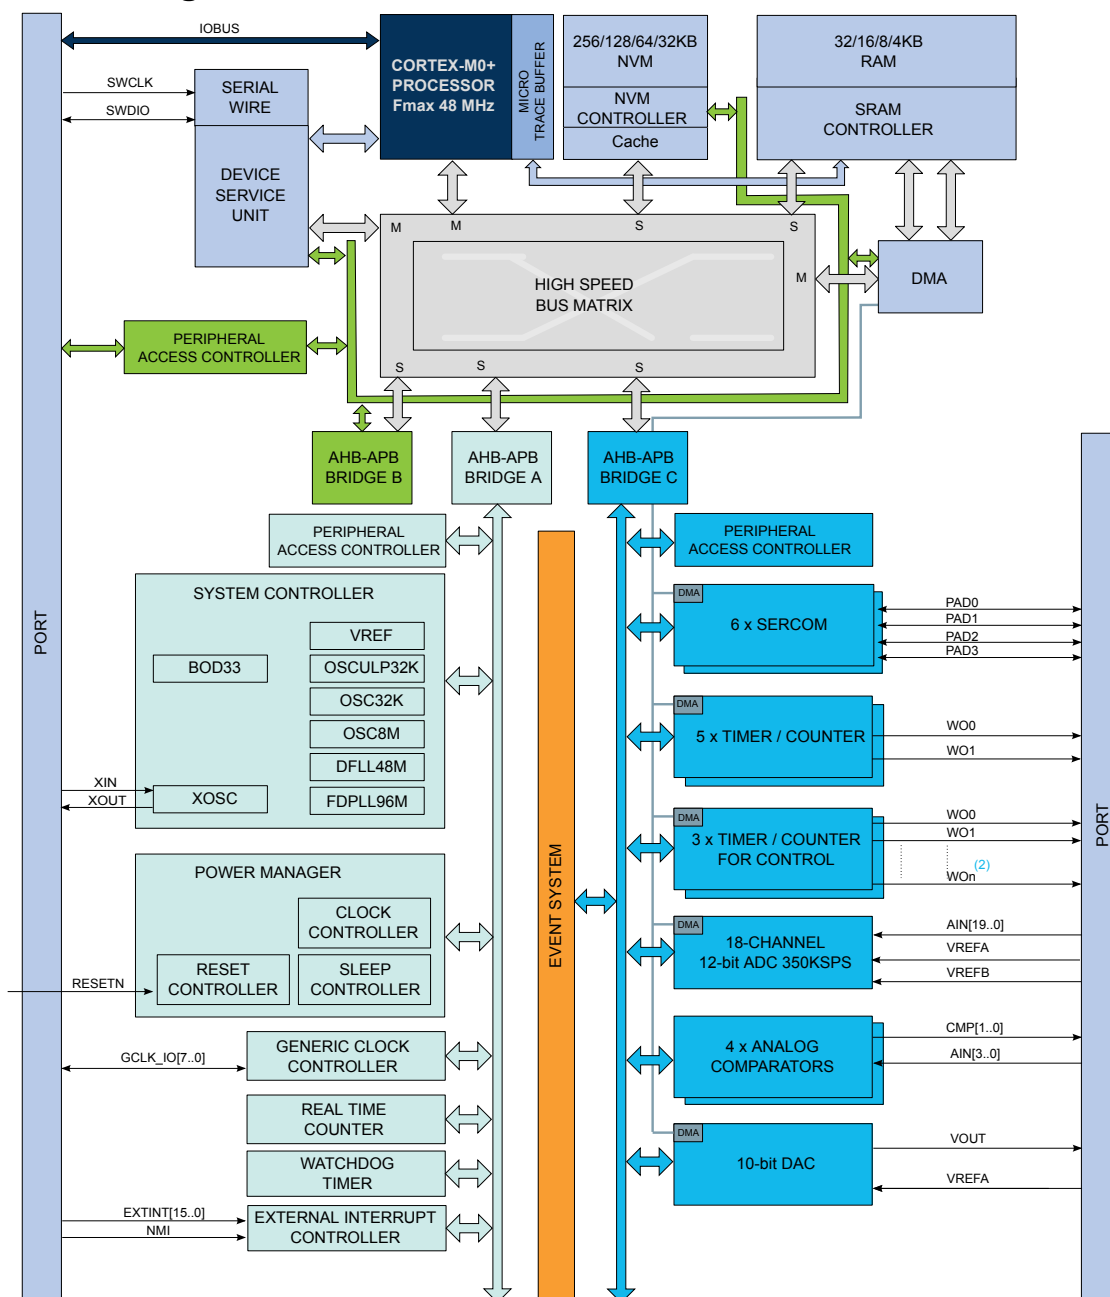 IOBUS
SWCLK
SWDIO
SERIAL
WIRE
DEVICE
SERVICE
UNIT
CORTEX-M0+
PROCESSOR
Fmax 48 MHz
MICRO
TRACE BUFFER
256/128/64/32KB
NVM
NVM
CONTROLLER
Cache
32/16/8/4KB
RAM
SRAM
CONTROLLER
M
M
S
S
M
HIGH SPEED
BUS MATRIX
S
S
S
DMA
PERIPHERAL
ACCESS CONTROLLER
AHB-APB
BRIDGE B
AHB-APB
BRIDGE A
AHB-APB
BRIDGE C
PORT
PERIPHERAL
ACCESS CONTROLLER
SYSTEM CONTROLLER
VREF
BOD33
OSCULP32K
OSC32K
OSC8M
DFLL48M
XOSC
FDPLL96M
XIN
XOUT
POWER MANAGER
CLOCK
CONTROLLER
RESET
CONTROLLER
SLEEP
CONTROLLER
RESETN
GCLK_IO[7..0]
GENERIC CLOCK
CONTROLLER
REAL TIME
COUNTER
WATCHDOG
TIMER
EXTINT[15..0]
NMI
EXTERNAL INTERRUPT
CONTROLLER
EVENT SYSTEM
PERIPHERAL
ACCESS CONTROLLER
DMA
6 x SERCOM
PAD0
PAD1
PAD2
PAD3
DMA
5 x TIMER / COUNTER
WO0
WO1
DMA
3 x TIMER / COUNTER
FOR CONTROL
WO0
WO1
(2)
WOn
DMA
18-CHANNEL
12-bit ADC 350KSPS
AIN[19..0]
VREFA
VREFB
4 x ANALOG
COMPARATORS
CMP[1..0]
AIN[3..0]
DMA
10-bit DAC
VOUT
VREFA
PORT